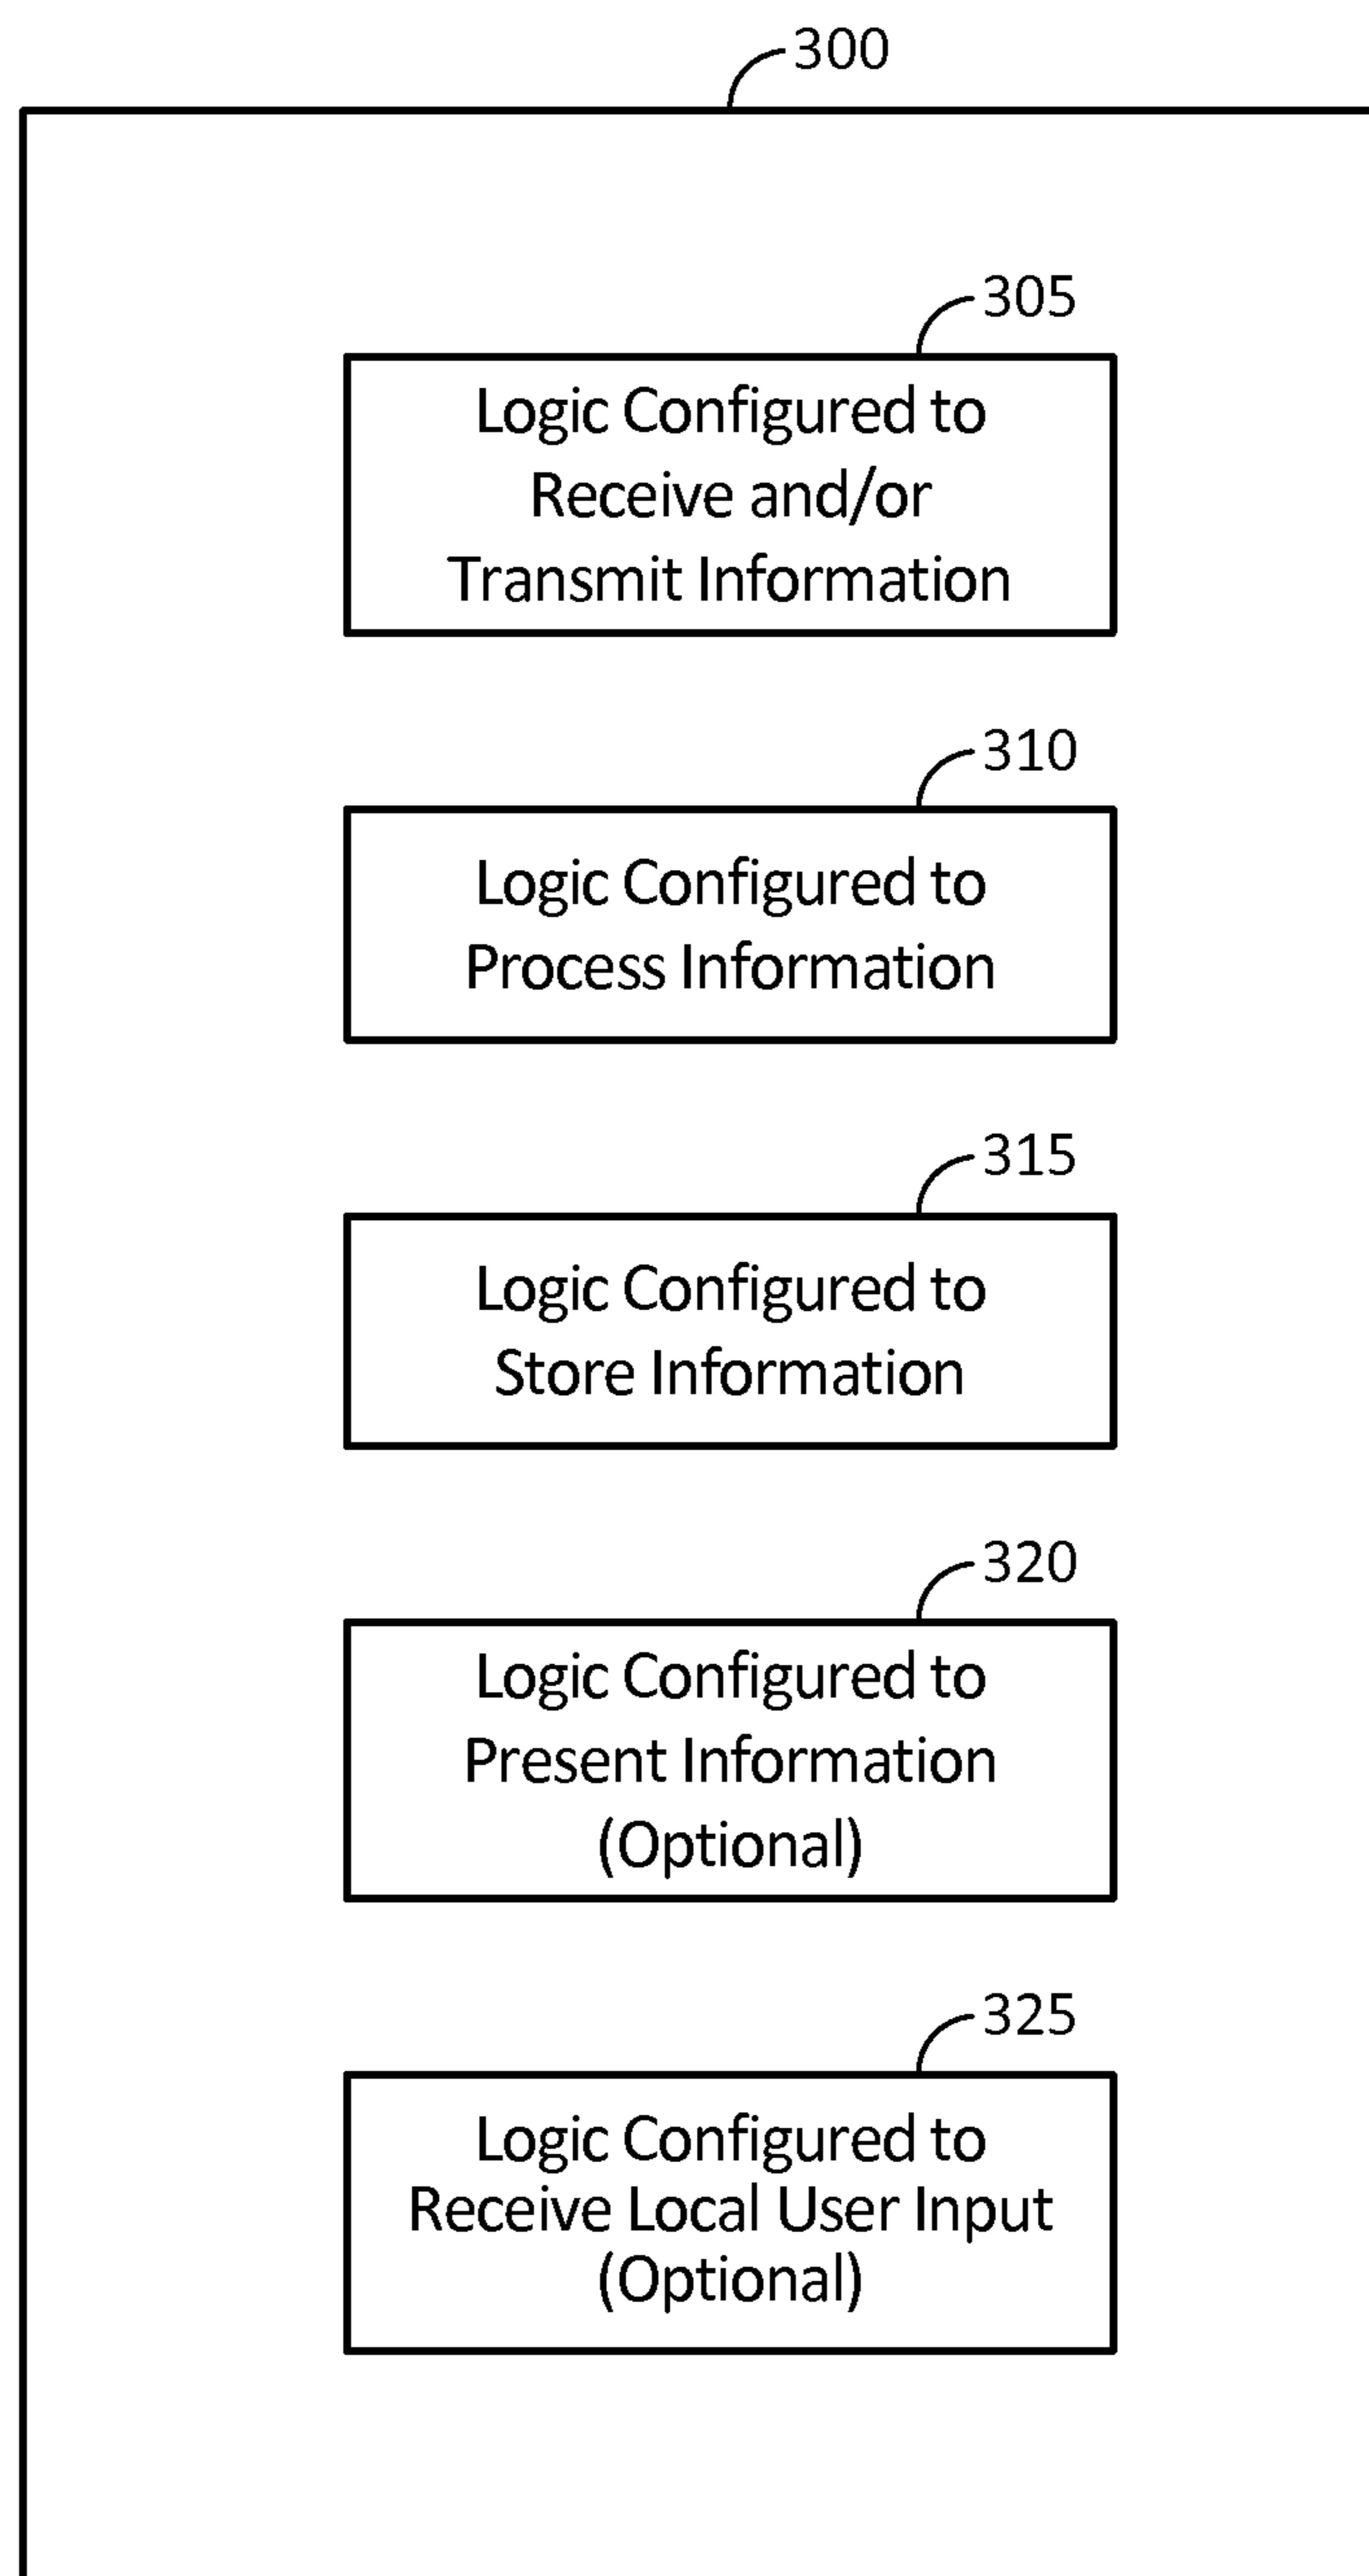 300
305
Logic Configured to
Receive and/or
Transmit Information
310
Logic Configured to
Process Information
315
Logic Configured to
Store Information
320
Logic Configured to
Present Information
(Optional)
325
Logic Configured to
Receive Local User Input
(Optional)